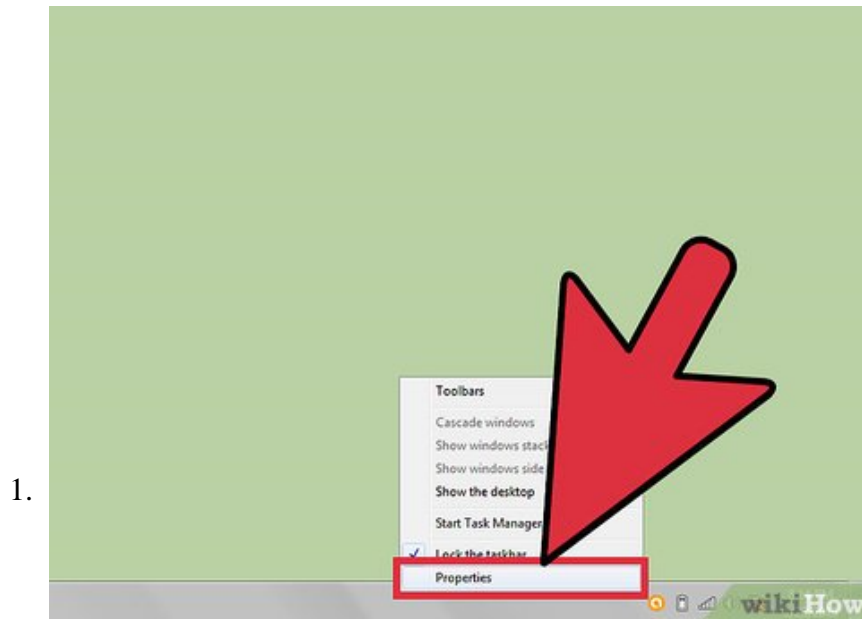 Toolbars
Cascade windows
Show windows stack
Show windows side
Show the desktop
1.
Start Task Manager
Lock the taskbar
Properties
wikiHow